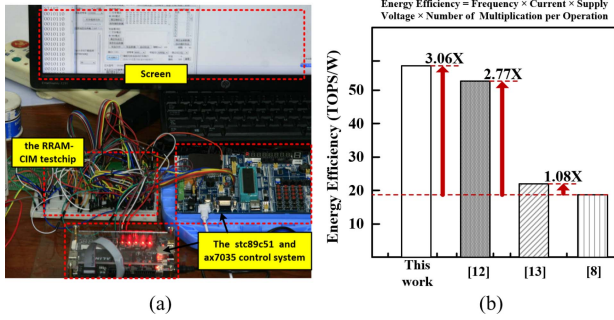 Screen
the RRAM-
CIM testchip
The stc89c51 and
ax7035 control system
(a)
Energy Efficiency = Frequency × Current × Supply
Voltage × Number of Multiplication per Operation
Energy Efficiency (TOPS/W)
50
40
30
20
10
3.06X
2.77X
1.08X
This
work
[12]
[13]
[8]
(b)